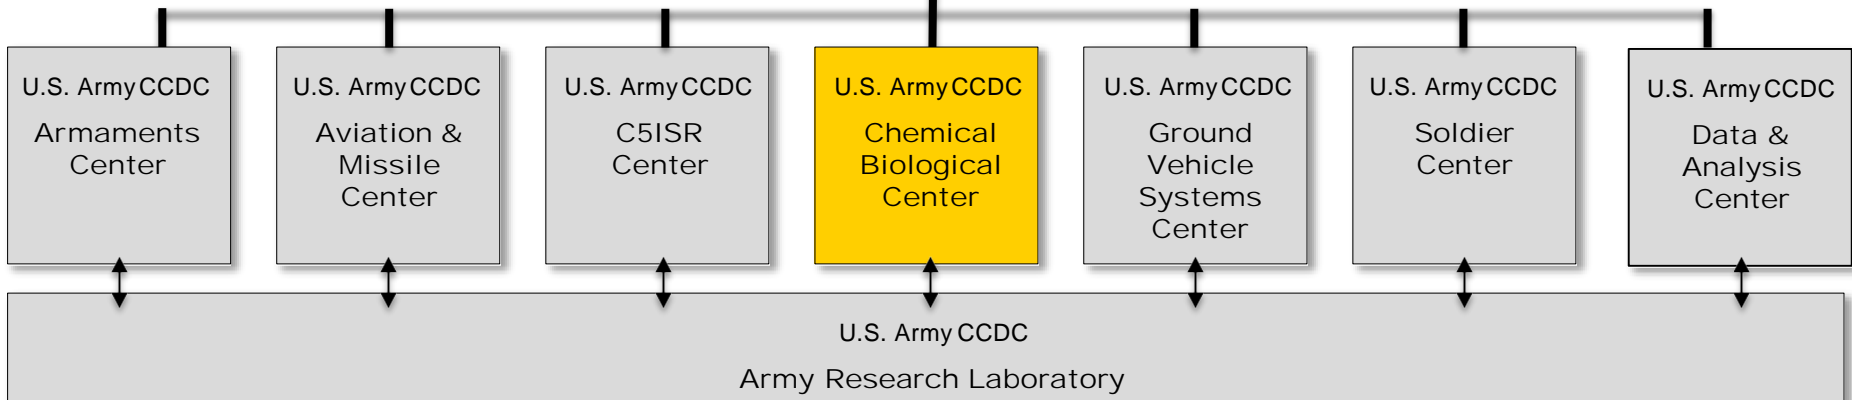 U.S. Army CCDC
Armaments
Center
U.S. Army CCDC
Aviation &
Missile
Center
U.S. Army CCDC
C5ISR
Center
U.S. Army CCDC
Chemical
Biological
Center
U.S. Army CCDC
Ground
Vehicle
Systems
Center
U.S. Army CCDC
Soldier
Center
U.S. Army CCDC
Data &
Analysis
Center
U.S. Army CCDC
Army Research Laboratory